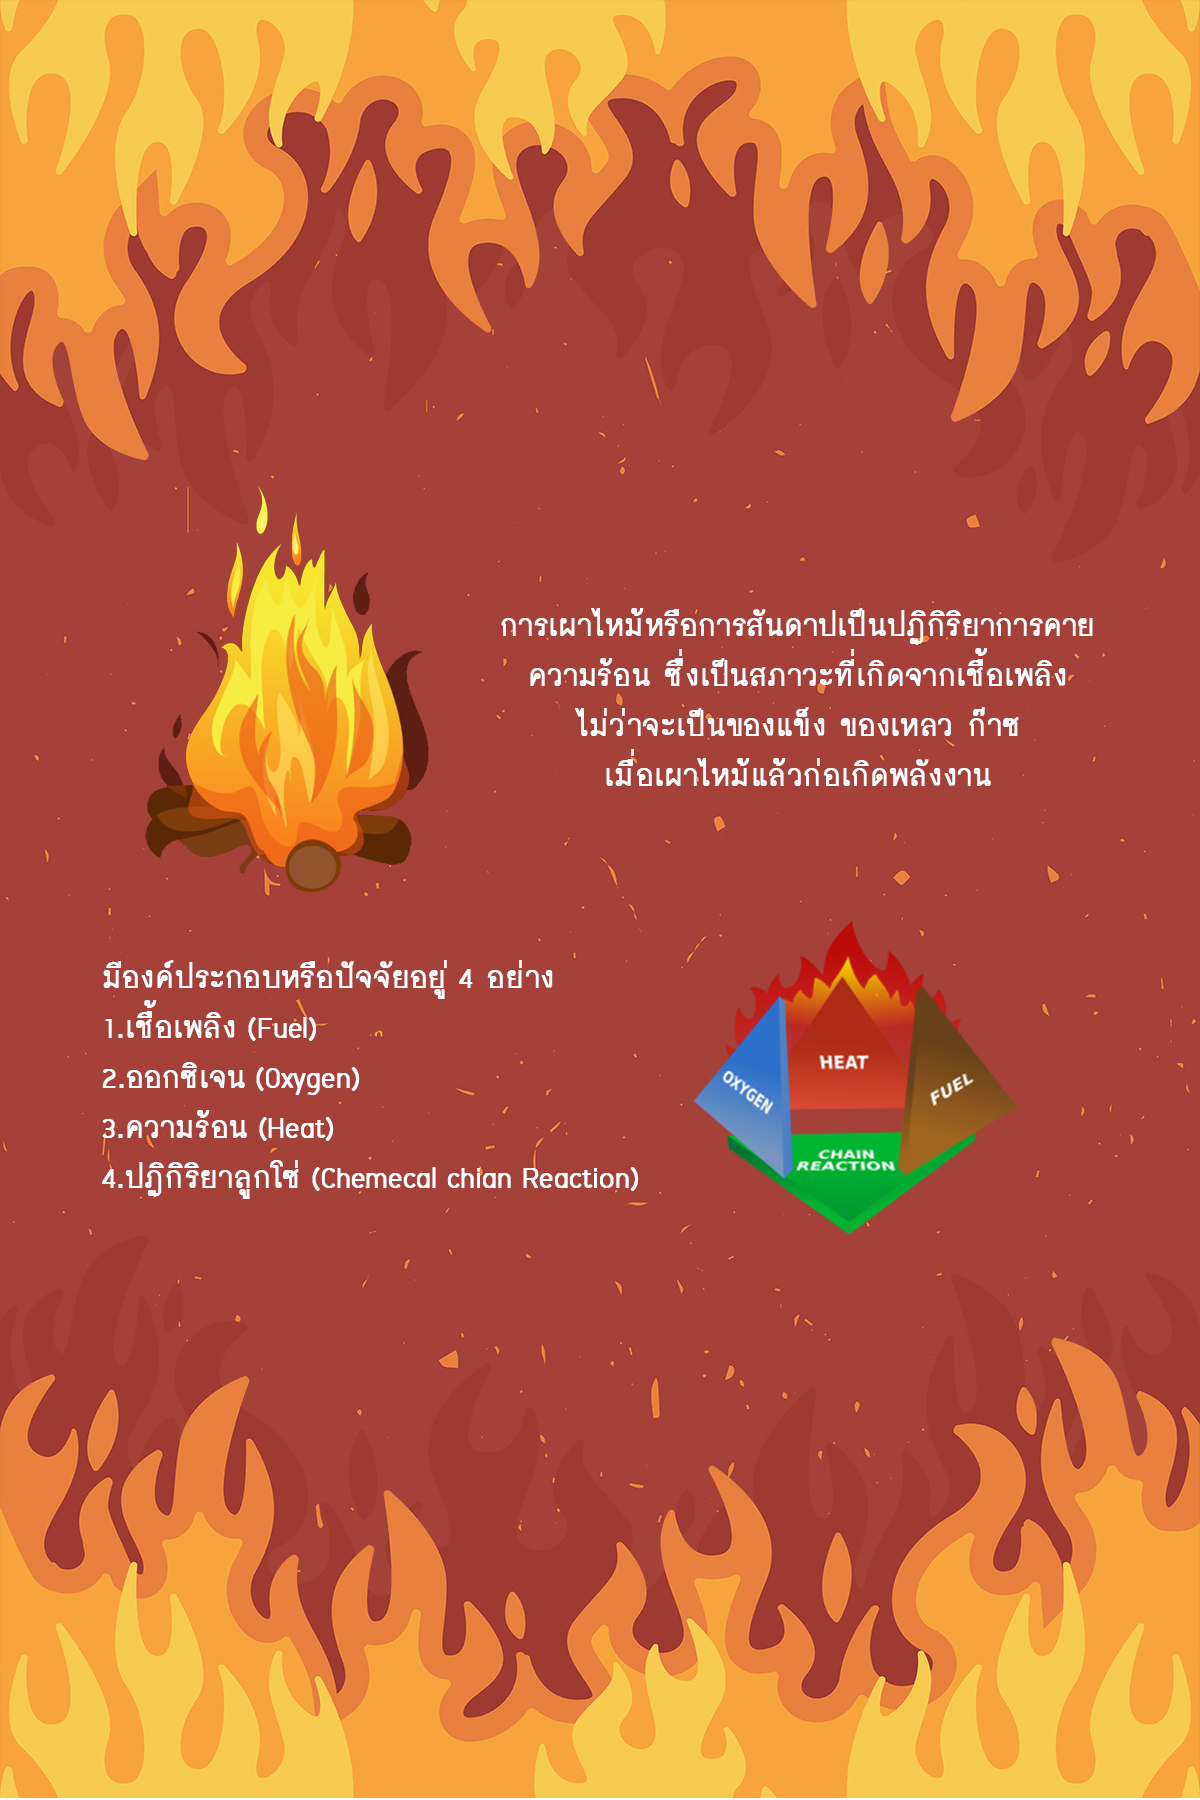 การเผาไหม้หรือการสันดาปเป็นปฏิกิริยาการคาย
ความร้อน ซึ่งเป็นสภาวะที่เกิดจากเชื้อเพลิง
ไม่ว่าจะเป็นของแข็ง ของเหลว ก๊าซ
เมื่อเผาไหม้แล้วก่อเกิดพลังงาน
มีองค์ประกอบหรือปัจจัยอยู่ 4 อย่าง
1.เชื้อเพลิง (Fuel)
2.ออกซิเจน (Oxygen)
3.ความร้อน (Heat)
4.ปฏิกิริยาลูกโซ่ (Chemecal chian Reaction)
HEAT
OXYGEN
FUEL
CHAIN
REACTION